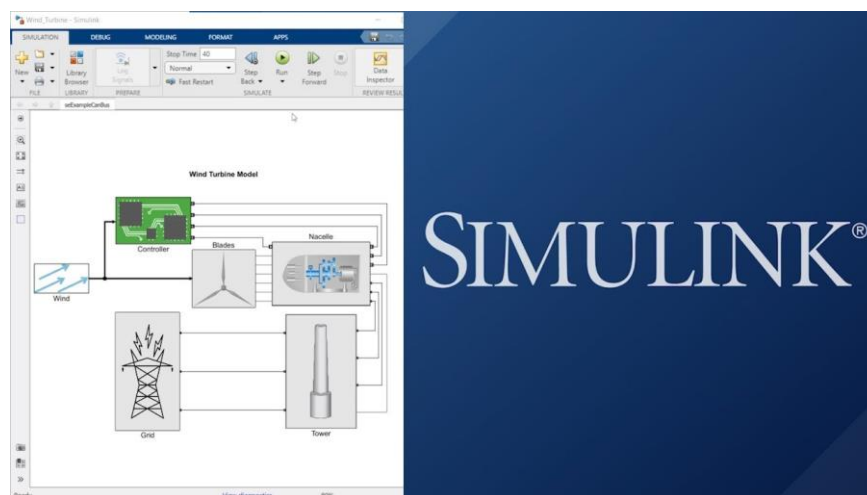 Wind_Turbine - Simulink
SIMULATION DEBUG MODELING FORMAT APPS
Stop Time 40
Normal
Fast Restart
New
Library Browser
Log Signals
Step Back
Run
Step Forward
Stop
Data Inspector
FILE LIBRARY PREPARE SIMULATE REVIEW RESUL
Wind Turbine Model
Controller
Blades
Nacelle
Wind
Grid
Tower
SIMULINK®